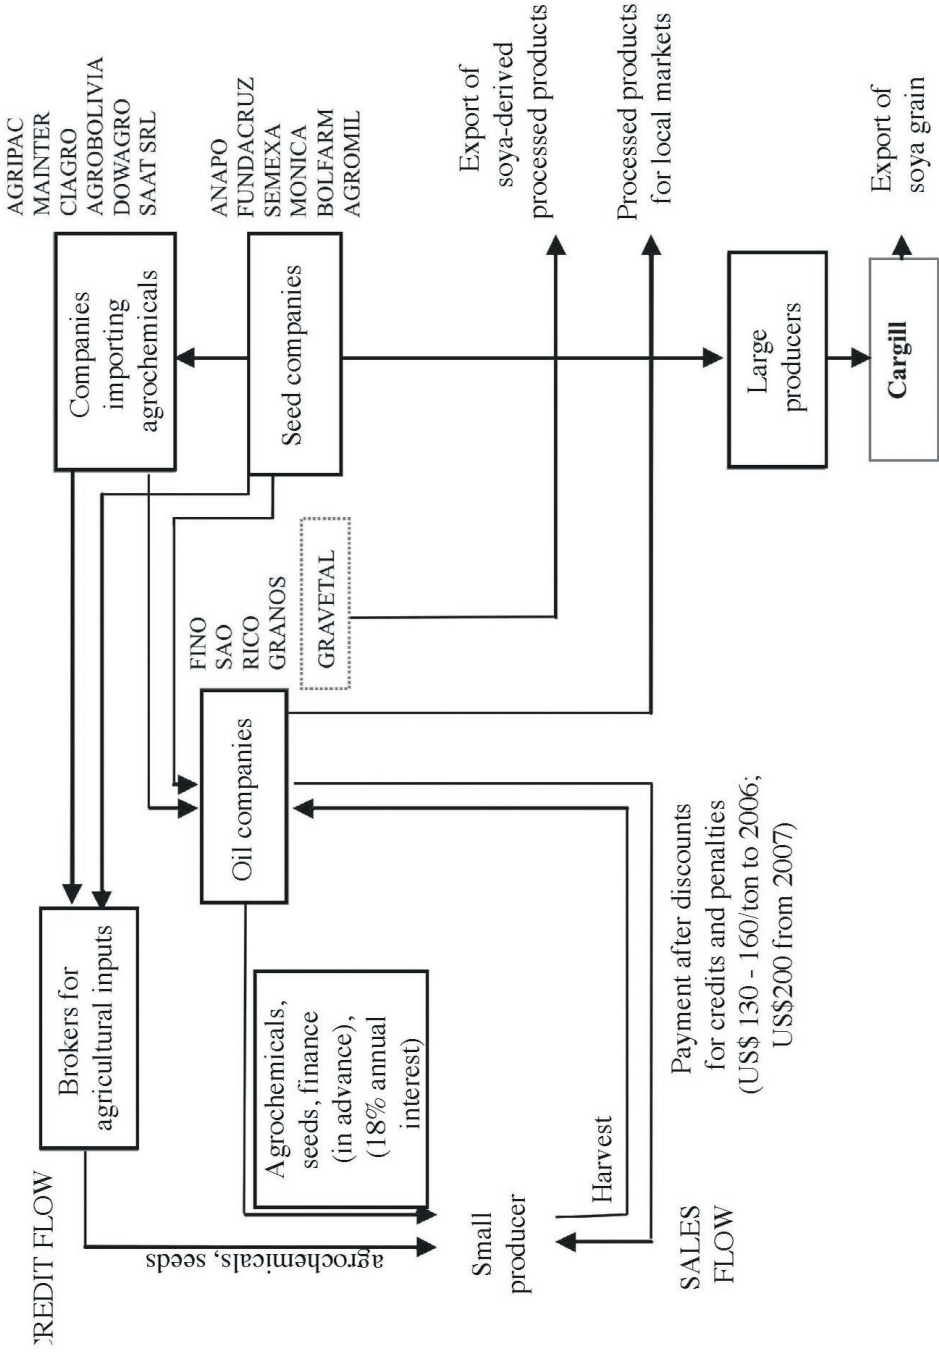 AGRIPAC
MAINTER
CIAGRO
AGROBOLIVIA
DOWAGRO
SAAT SRL
ANAPO
FUNDACRUZ
SEMEXA
MONICA
BOLFARM
AGROMIL
Export of
soya-derived
processed products
Processed products
for local markets
Export of
soya grain
Companies
importing
agrochemicals
Seed companies
Large
producers
Cargill
FINO
SAO
RICO
GRANOS
GRAVETAL
Brokers for
agricultural inputs
Oil companies
Agrochemicals,
seeds, finance
(in advance),
(18% annual
interest)
Payment after discounts
for credits and penalties
(US$ 130 - 160/ton to 2006;
US$200 from 2007)
CREDIT FLOW
agrochemicals, seeds
Small
producer
Harvest
SALES
FLOW